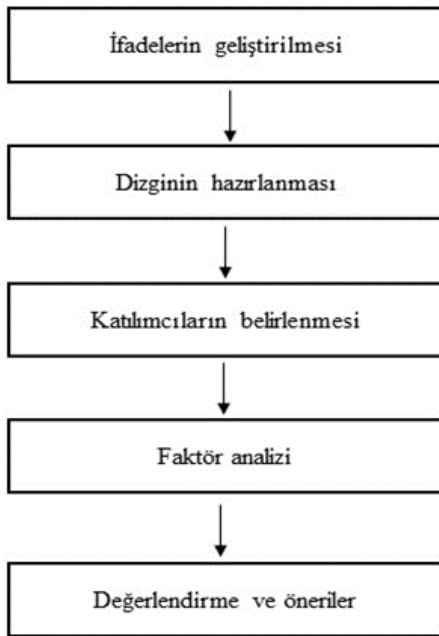 İfadelerin geliştirilmesi
Dizginin hazırlanması
Katılımcıların belirlenmesi
Faktör analizi
Değerlendirme ve öneriler